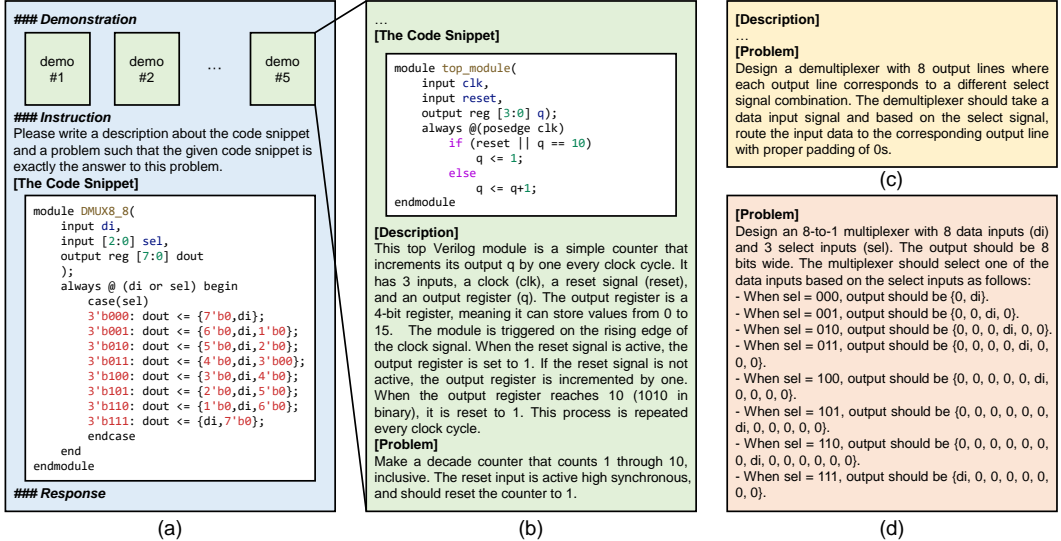 ### Demonstration
demo
#1
demo
#2
...
demo
#5
### Instruction
Please write a description about the code snippet
and a problem such that the given code snippet is
exactly the answer to this problem.
[The Code Snippet]
module DMUX8_8(
    input di,
    input [2:0] sel,
    output reg [7:0] dout
    );
    always @ (di or sel) begin
        case(sel)
        3'b000: dout <= {7'b0,di};
        3'b001: dout <= {6'b0,di,1'b0};
        3'b010: dout <= {5'b0,di,2'b0};
        3'b011: dout <= {4'b0,di,3'b00};
        3'b100: dout <= {3'b0,di,4'b0};
        3'b101: dout <= {2'b0,di,5'b0};
        3'b110: dout <= {1'b0,di,6'b0};
        3'b111: dout <= {di,7'b0};
        endcase
    end
endmodule
### Response
(a)
...
[The Code Snippet]
module top_module(
    input clk,
    input reset,
    output reg [3:0] q);
    always @(posedge clk)
        if (reset || q == 10)
            q <= 1;
        else
            q <= q+1;
endmodule
[Description]
This top Verilog module is a simple counter that
increments its output q by one every clock cycle. It
has 3 inputs, a clock (clk), a reset signal (reset),
and an output register (q). The output register is a
4-bit register, meaning it can store values from 0 to
15. The module is triggered on the rising edge of
the clock signal. When the reset signal is active, the
output register is set to 1. If the reset signal is not
active, the output register is incremented by one.
When the output register reaches 10 (1010 in
binary), it is reset to 1. This process is repeated
every clock cycle.
[Problem]
Make a decade counter that counts 1 through 10,
inclusive. The reset input is active high synchronous,
and should reset the counter to 1.
(b)
[Description]
...
[Problem]
Design a demultiplexer with 8 output lines where
each output line corresponds to a different select
signal combination. The demultiplexer should take a
data input signal and based on the select signal,
route the input data to the corresponding output line
with proper padding of 0s.
(c)
[Problem]
Design an 8-to-1 multiplexer with 8 data inputs (di)
and 3 select inputs (sel). The output should be 8
bits wide. The multiplexer should select one of the
data inputs based on the select inputs as follows:
- When sel = 000, output should be {0, di}.
- When sel = 001, output should be {0, 0, di, 0}.
- When sel = 010, output should be {0, 0, 0, di, 0, 0}.
- When sel = 011, output should be {0, 0, 0, 0, di, 0,
0, 0}.
- When sel = 100, output should be {0, 0, 0, 0, 0, di,
0, 0, 0, 0}.
- When sel = 101, output should be {0, 0, 0, 0, 0, 0,
di, 0, 0, 0, 0, 0}.
- When sel = 110, output should be {0, 0, 0, 0, 0, 0,
0, di, 0, 0, 0, 0, 0, 0}.
- When sel = 111, output should be {di, 0, 0, 0, 0, 0,
0, 0}.
(d)